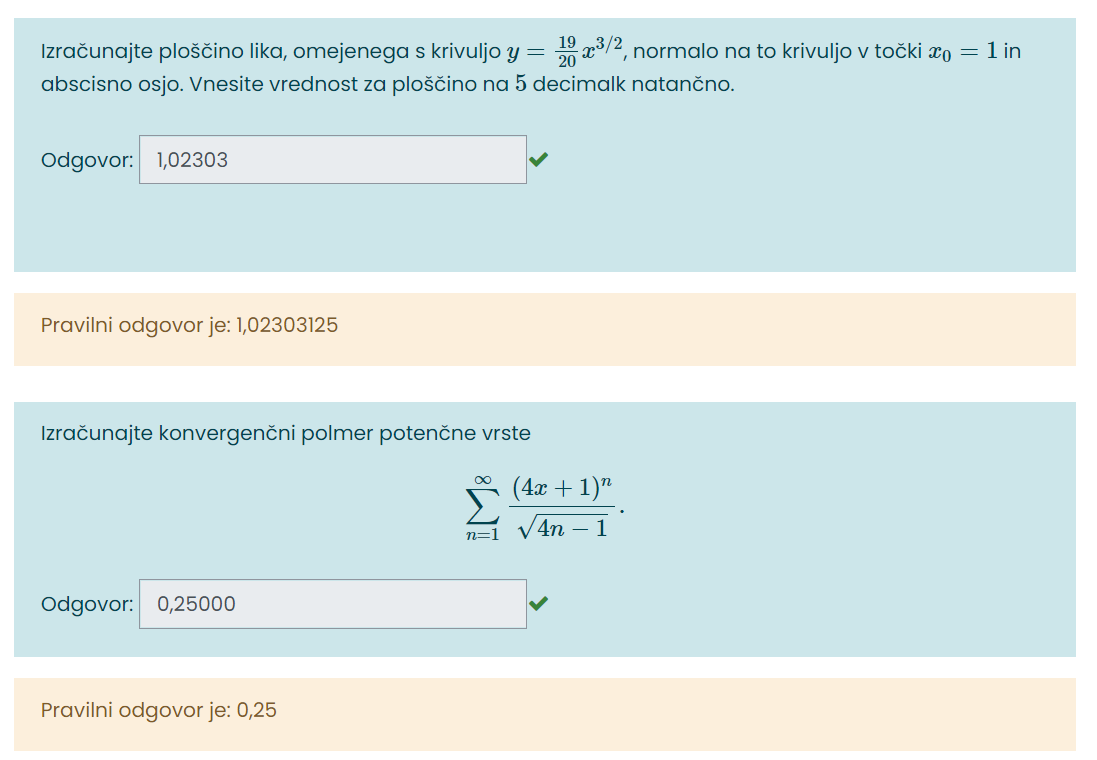 Izračunajte ploščino lika, omejenega s krivuljo $y = \frac{19}{20}x^{3/2}$, normalo na to krivuljo v točki $x_0 = 1$ in
abscisno osjo. Vnesite vrednost za ploščino na $5$ decimalk natančno.
Odgovor: 1,02303
Pravilni odgovor je: 1,02303125
Izračunajte konvergenčni polmer potenčne vrste
$\sum_{n=1}^{\infty} \frac{(4x+1)^n}{\sqrt{4n-1}}.$
Odgovor: 0,25000
Pravilni odgovor je: 0,25